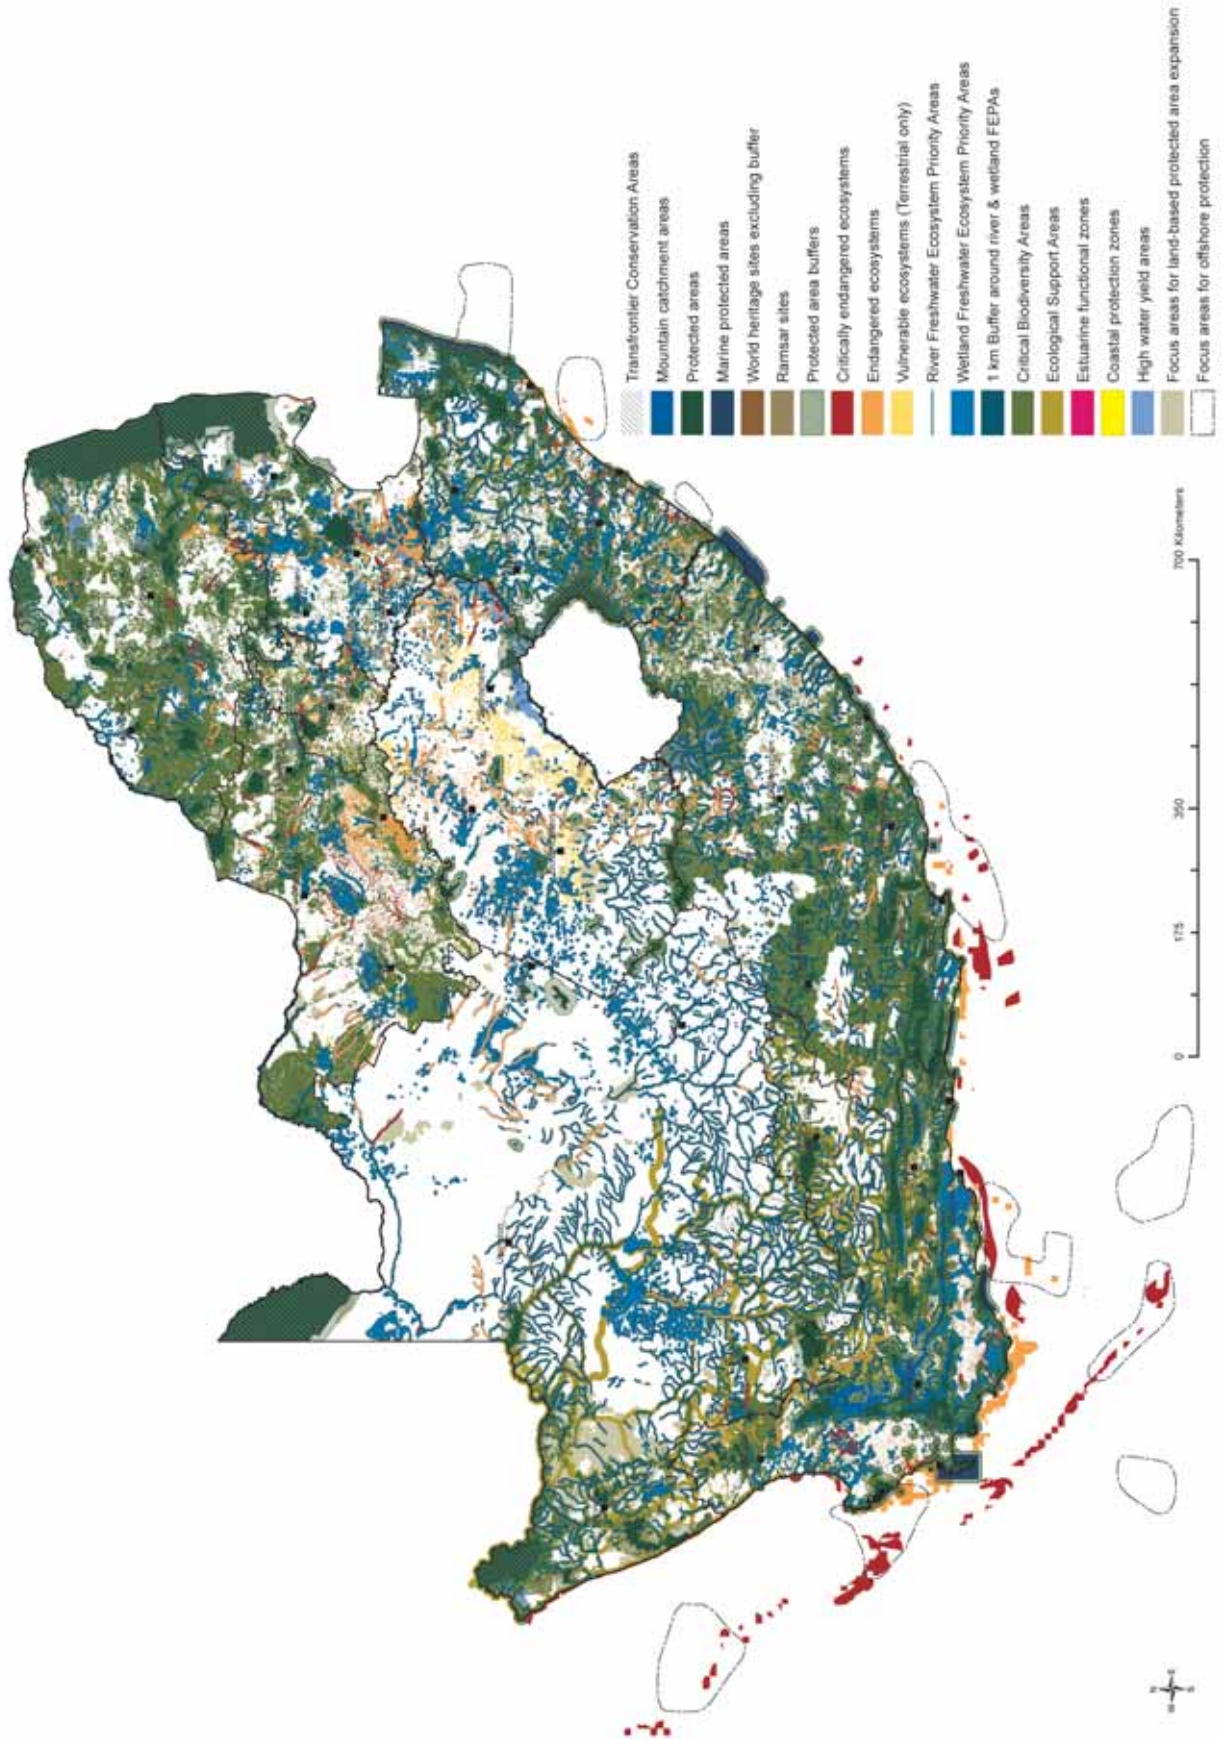 Transfrontier Conservation Areas
Mountain catchment areas
Protected areas
Marine protected areas
World heritage sites excluding buffer
Ramsar sites
Protected area buffers
Critically endangered ecosystems
Endangered ecosystems
Vulnerable ecosystems (Terrestrial only)
River Freshwater Ecosystem Priority Areas
Wetland Freshwater Ecosystem Priority Areas
1 km Buffer around river & wetland FEPAs
Critical Biodiversity Areas
Ecological Support Areas
Estuarine functional zones
Coastal protection zones
High water yield areas
Focus areas for land-based protected area expansion
Focus areas for offshore protection
0 175 350 700 Kilometers
N
W E
S